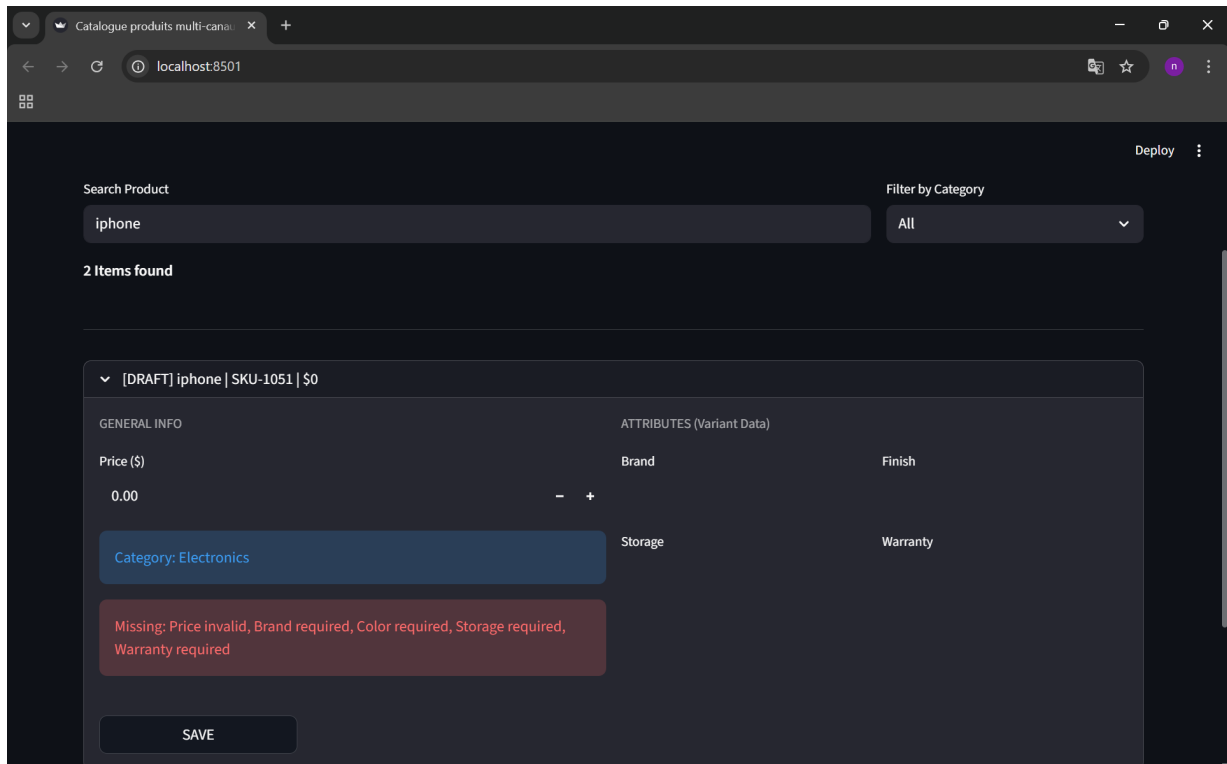 Catalogue produits multi-canau
localhost:8501
n
Deploy
Search Product
Filter by Category
iphone
All
2 Items found
[DRAFT] iphone | SKU-1051 | $0
GENERAL INFO
ATTRIBUTES (Variant Data)
Price ($)
Brand
Finish
0.00
Category: Electronics
Storage
Warranty
Missing: Price invalid, Brand required, Color required, Storage required,
Warranty required
SAVE